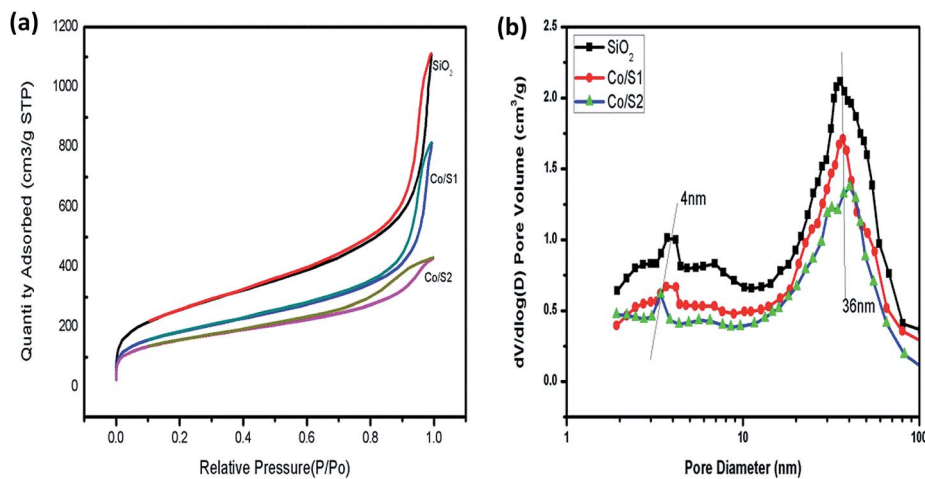 (a)
1200
1000
800
600
400
200
0
Quanti ty Adsorbed (cm3/g STP)
SiO2
Co/S1
Co/S2
0.0 0.2 0.4 0.6 0.8 1.0
Relative Pressure(P/Po)
(b)
2.5
2.0
1.5
1.0
0.5
0.0
dV/dlog(D) Pore Volume (cm³/g)
SiO₂
Co/S1
Co/S2
4nm
36nm
1 10 100
Pore Diameter (nm)